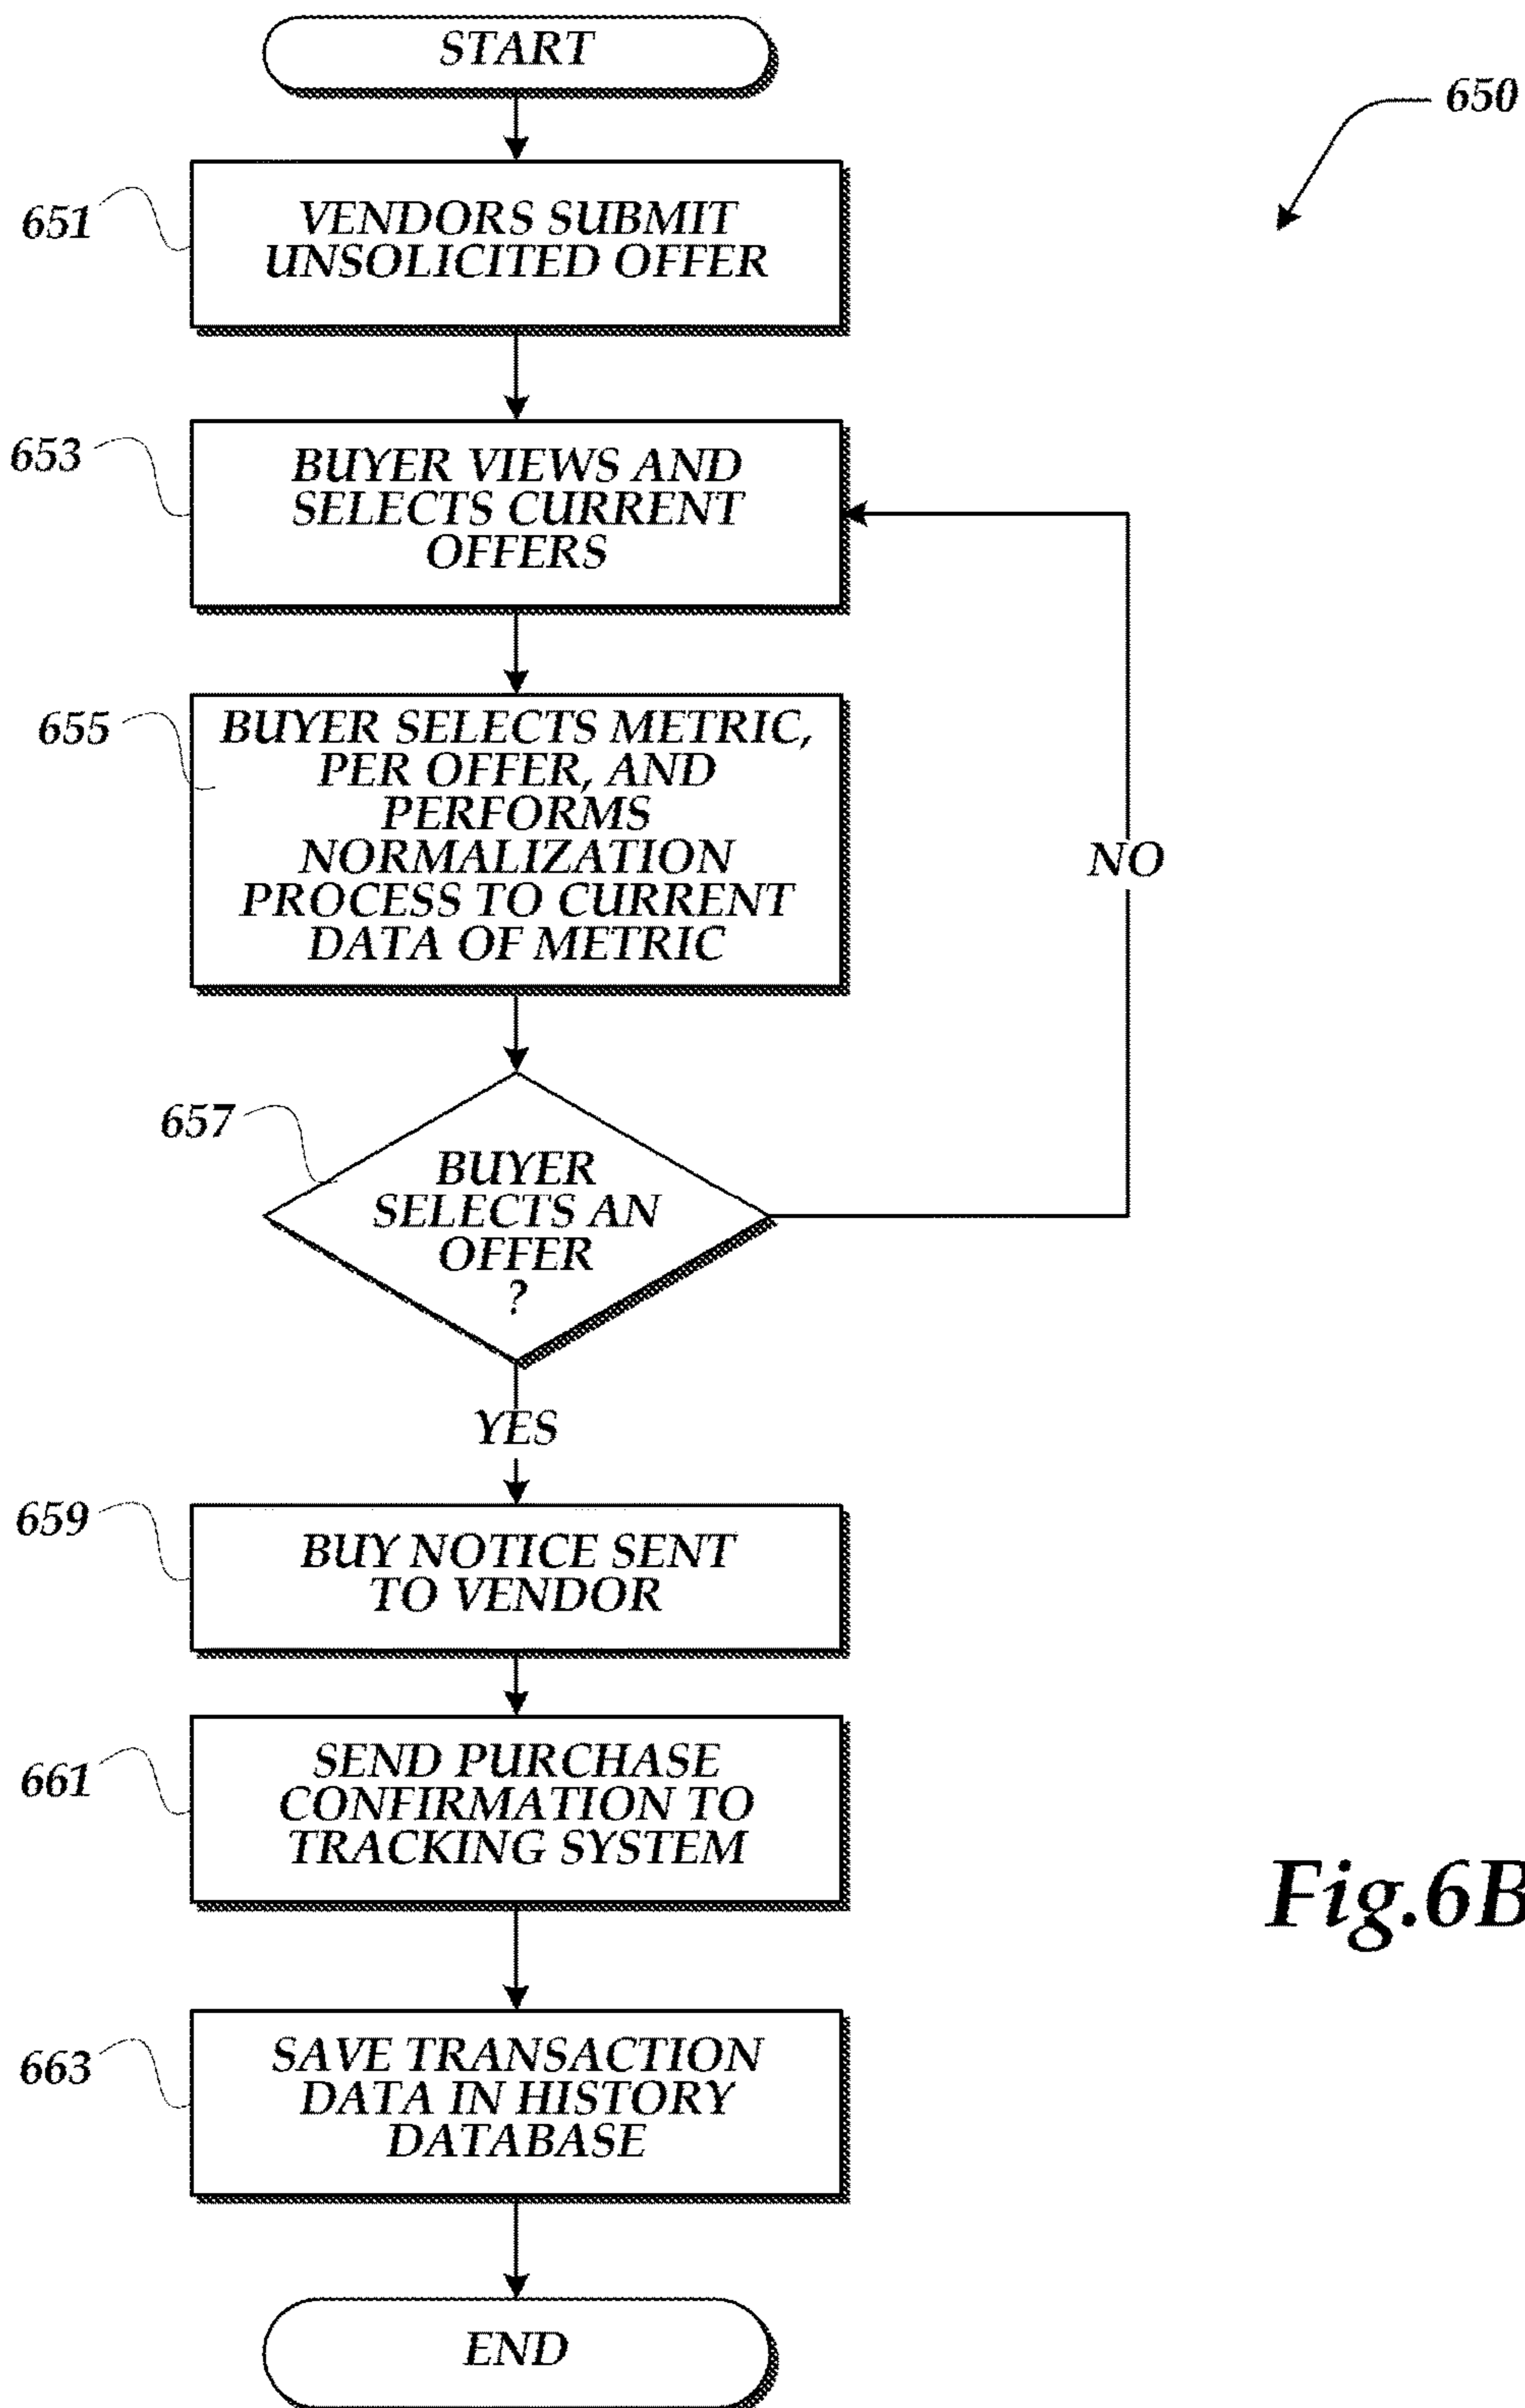 START
650
651
VENDORS SUBMIT
UNSOLICITED OFFER
653
BUYER VIEWS AND
SELECTS CURRENT
OFFERS
655
BUYER SELECTS METRIC,
PER OFFER, AND
PERFORMS
NORMALIZATION
PROCESS TO CURRENT
DATA OF METRIC
NO
657
BUYER
SELECTS AN
OFFER
?
YES
659
BUY NOTICE SENT
TO VENDOR
661
SEND PURCHASE
CONFIRMATION TO
TRACKING SYSTEM
Fig.6B
663
SAVE TRANSACTION
DATA IN HISTORY
DATABASE
END